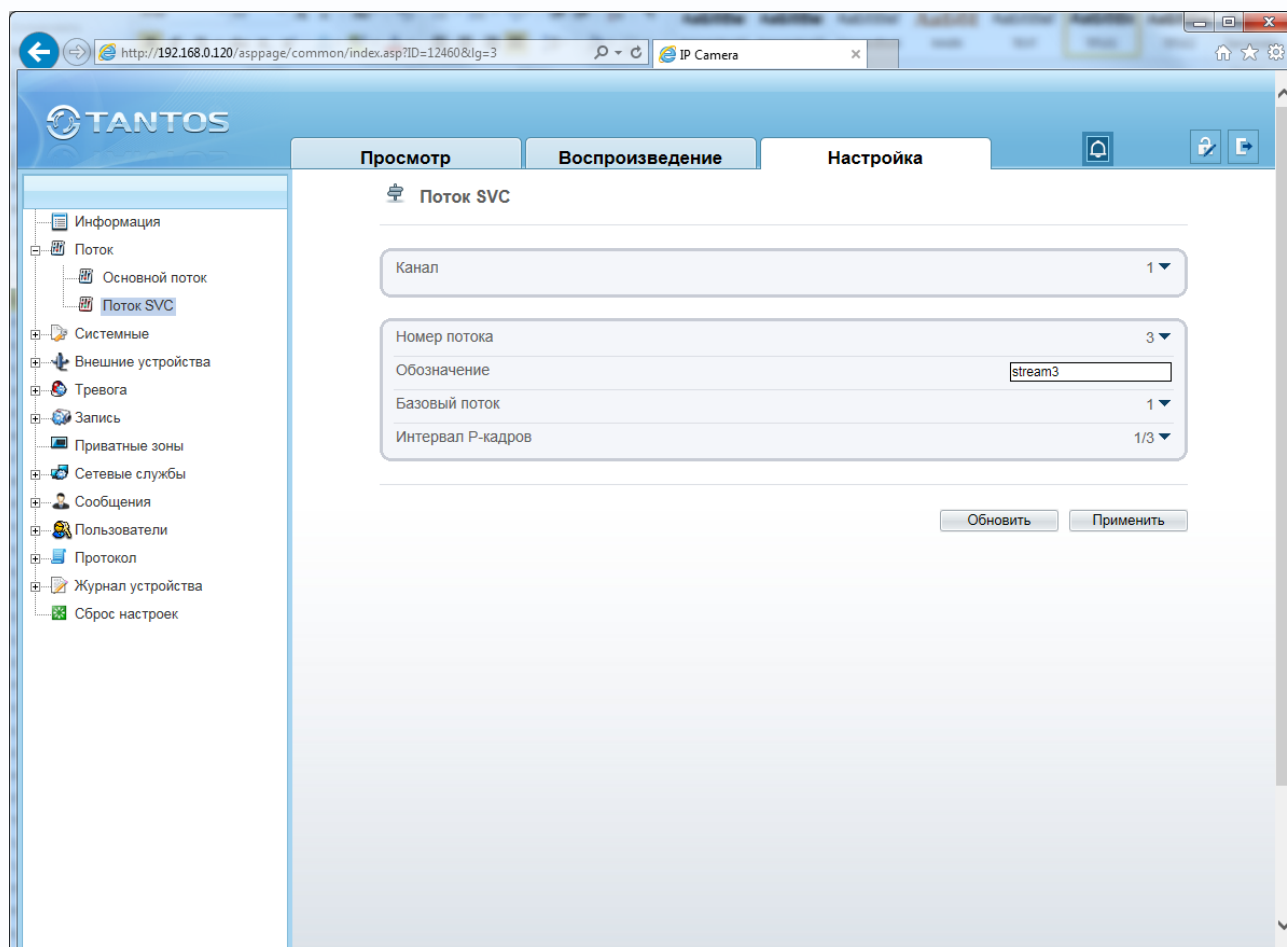 http://192.168.0.120/asppage/common/index.asp?ID=12460&lg=3
IP Camera
TANTOS
Просмотр
Воспроизведение
Настройка
Информация
Поток
Основной поток
Поток SVC
Системные
Внешние устройства
Тревога
Запись
Приватные зоны
Сетевые службы
Сообщения
Пользователи
Протокол
Журнал устройства
Сброс настроек
Поток SVC
Канал 1
Номер потока 3
Обозначение stream3
Базовый поток 1
Интервал P-кадров 1/3
Обновить Применить